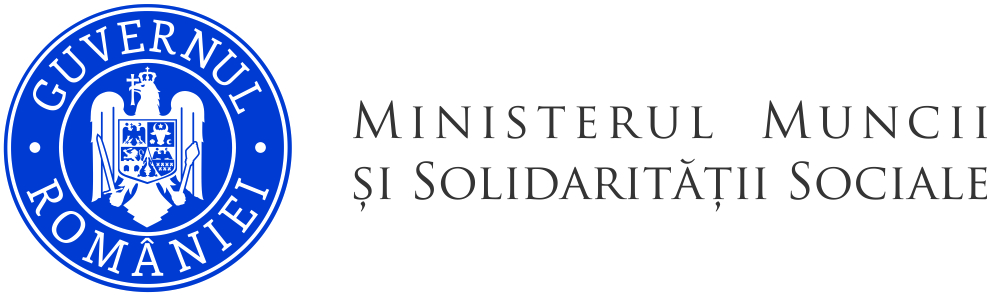 GUVERNUL
ROMÂNIEI
MINISTERUL MUNCII
ȘI SOLIDARITĂȚII SOCIALE